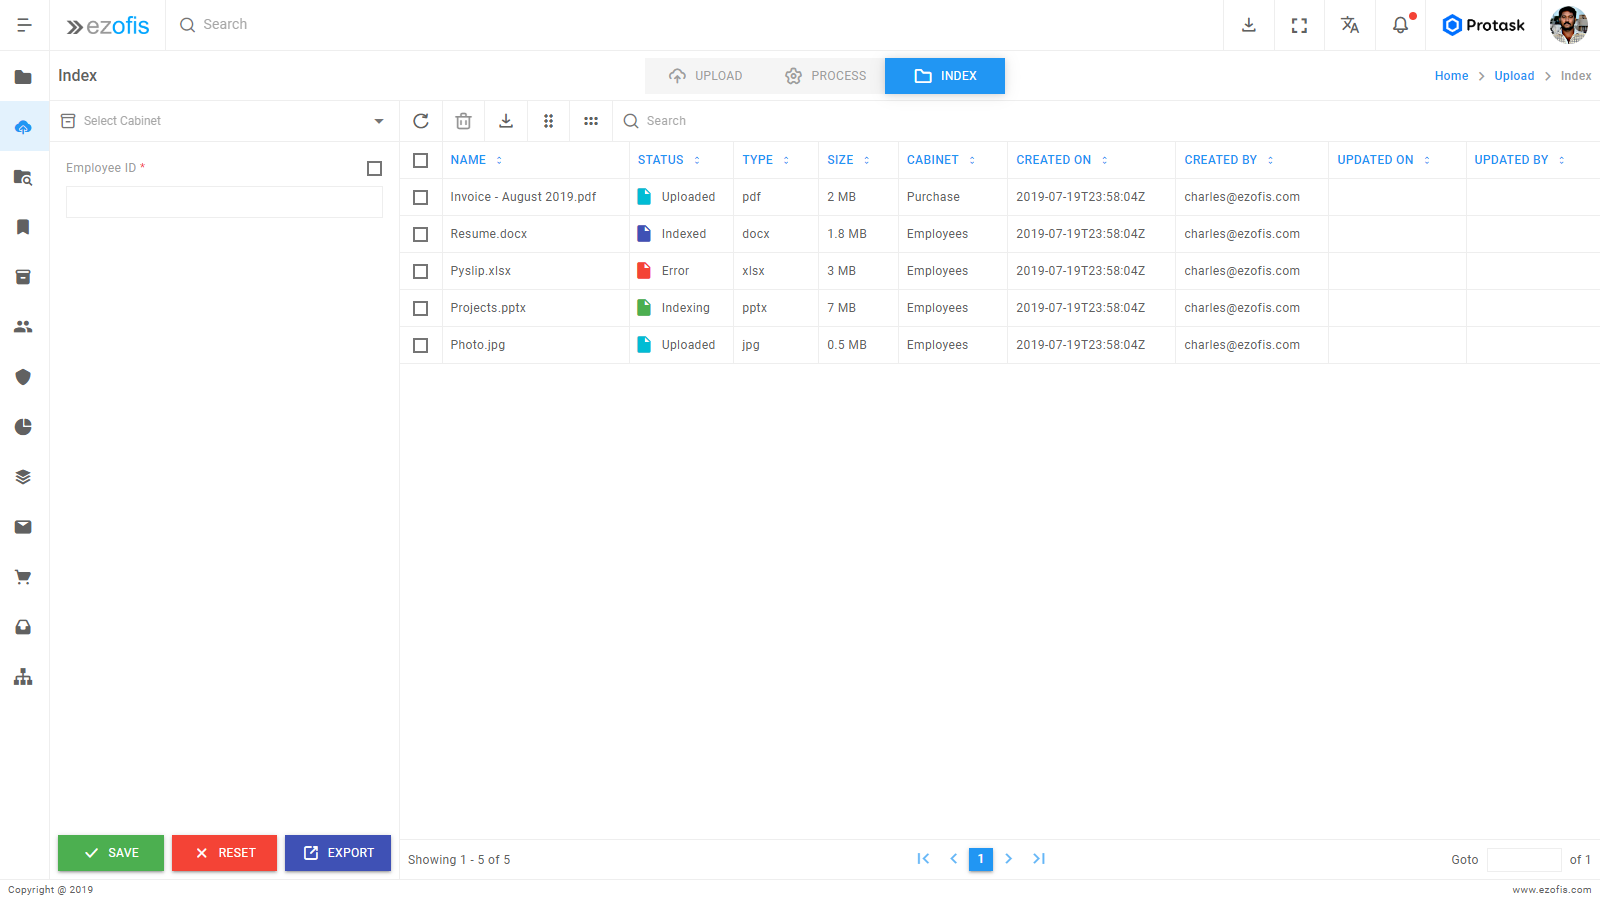 ezofis
Search
Protask
Index
UPLOAD
PROCESS
INDEX
Home
Upload
Index
Select Cabinet
Search
Employee ID *
NAME STATUS TYPE SIZE CABINET CREATED ON CREATED BY UPDATED ON UPDATED BY
Invoice - August 2019.pdf Uploaded pdf 2 MB Purchase 2019-07-19T23:58:04Z charles@ezofis.com
Resume.docx Indexed docx 1.8 MB Employees 2019-07-19T23:58:04Z charles@ezofis.com
Pyslip.xlsx Error xlsx 3 MB Employees 2019-07-19T23:58:04Z charles@ezofis.com
Projects.pptx Indexing pptx 7 MB Employees 2019-07-19T23:58:04Z charles@ezofis.com
Photo.jpg Uploaded jpg 0.5 MB Employees 2019-07-19T23:58:04Z charles@ezofis.com
SAVE
RESET
EXPORT
Showing 1 - 5 of 5
1
Goto
of 1
Copyright @ 2019
www.ezofis.com